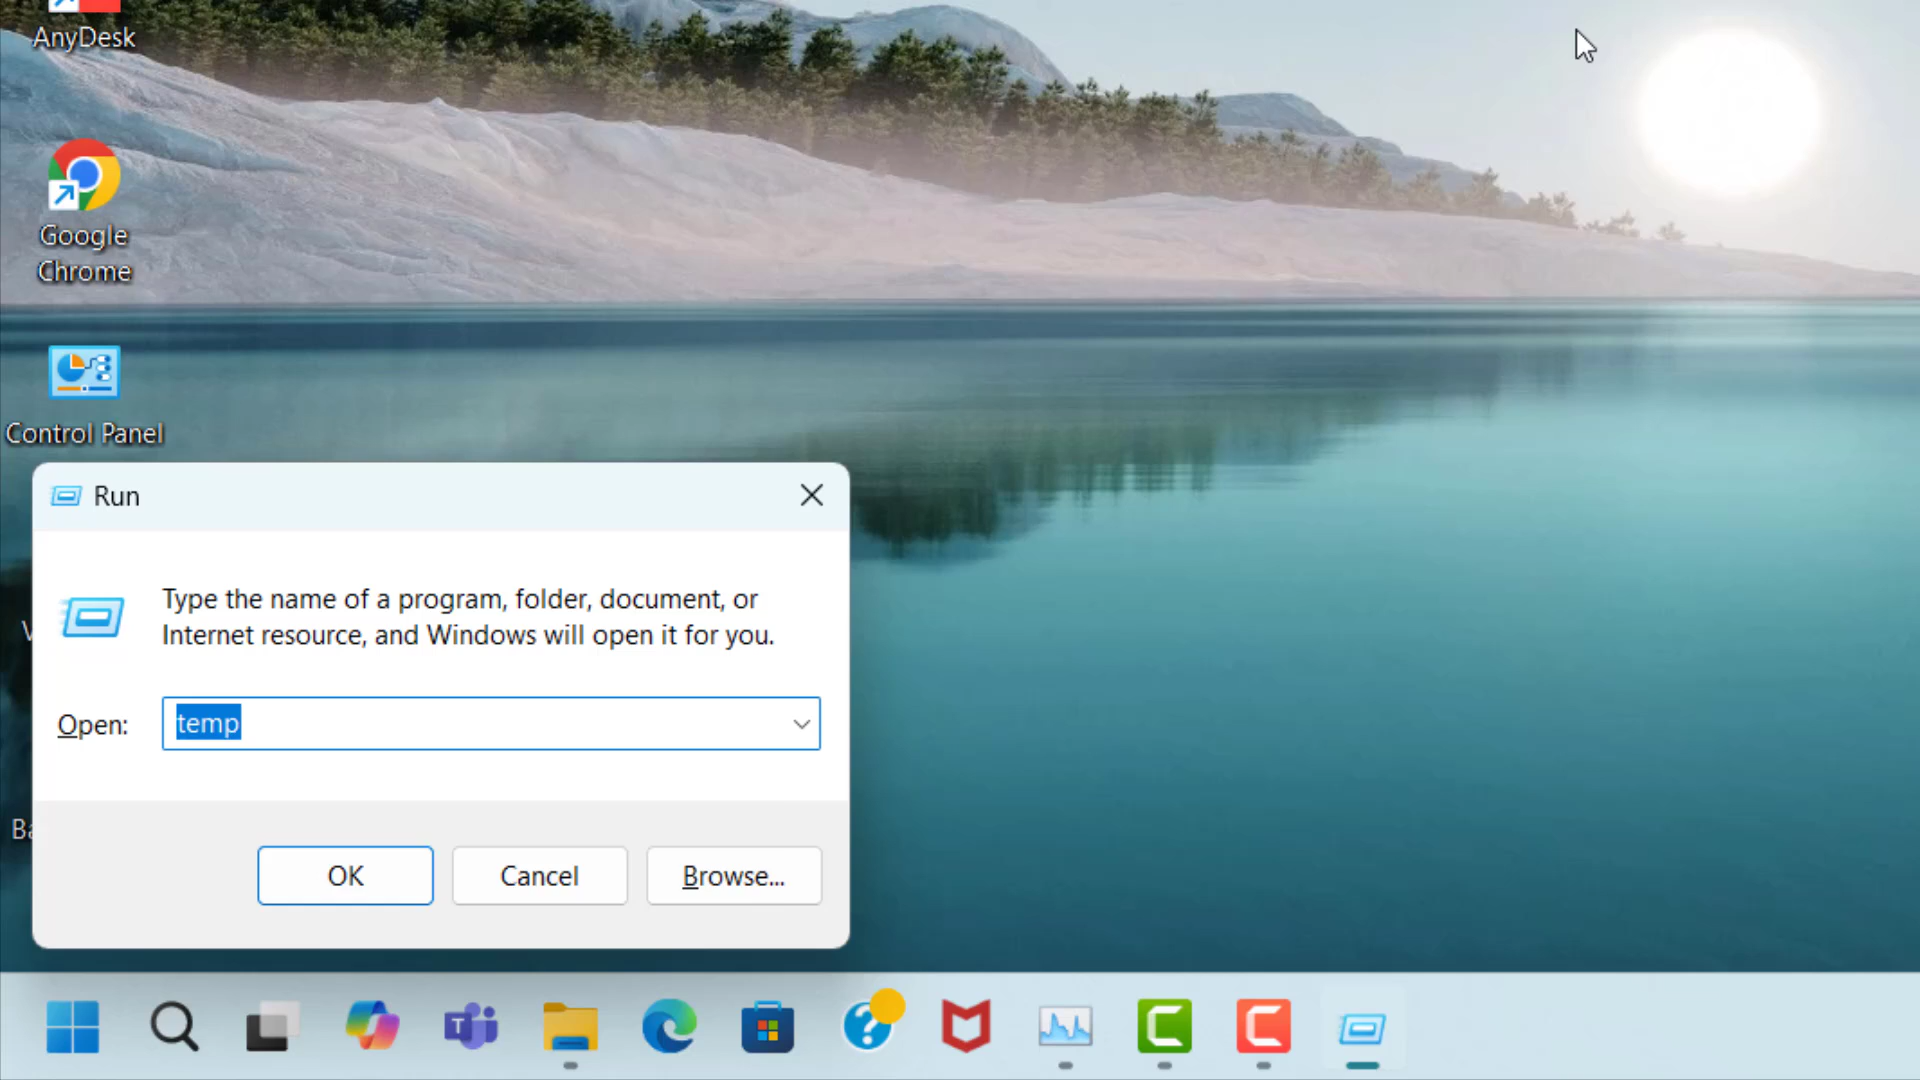 AnyDesk
Google
Chrome
Control Panel
Run
Type the name of a program, folder, document, or
Internet resource, and Windows will open it for you.
Open:
temp
OK
Cancel
Browse...